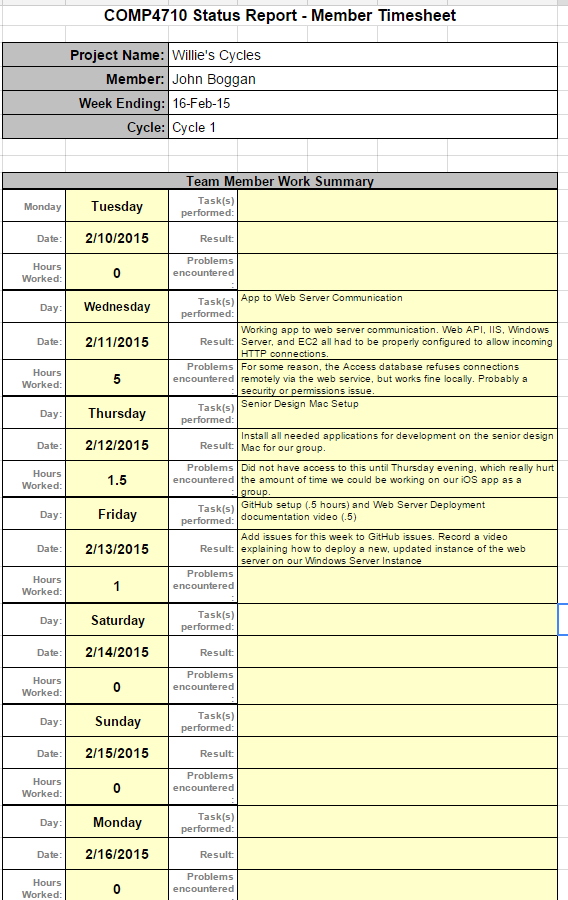 COMP4710 Status Report - Member Timesheet
Project Name: Willie's Cycles
Member: John Boggan
Week Ending: 16-Feb-15
Cycle: Cycle 1
Team Member Work Summary
Monday Tuesday Task(s) performed:
Date: 2/10/2015 Result:
Hours Worked: 0 Problems encountered :
Day: Wednesday Task(s) performed: App to Web Server Communication
Date: 2/11/2015 Result: Working app to web server communication. Web API, IIS, Windows
Server, and EC2 all had to be properly configured to allow incoming
HTTP connections.
Hours Worked: 5 Problems encountered : For some reason, the Access database refuses connections
remotely via the web service, but works fine locally. Probably a
security or permissions issue.
Day: Thursday Task(s) performed: Senior Design Mac Setup
Date: 2/12/2015 Result: Install all needed applications for development on the senior design
Mac for our group.
Hours Worked: 1.5 Problems encountered : Did not have access to this until Thursday evening, which really hurt
the amount of time we could be working on our iOS app as a
group.
Day: Friday Task(s) performed: GitHub setup (.5 hours) and Web Server Deployment
documentation video (.5)
Date: 2/13/2015 Result: Add issues for this week to GitHub issues. Record a video
explaining how to deploy a new, updated instance of the web
server on our Windows Server Instance
Hours Worked: 1 Problems encountered :
Day: Saturday Task(s) performed:
Date: 2/14/2015 Result:
Hours Worked: 0 Problems encountered :
Day: Sunday Task(s) performed:
Date: 2/15/2015 Result:
Hours Worked: 0 Problems encountered :
Day: Monday Task(s) performed:
Date: 2/16/2015 Result:
Hours Worked: 0 Problems encountered